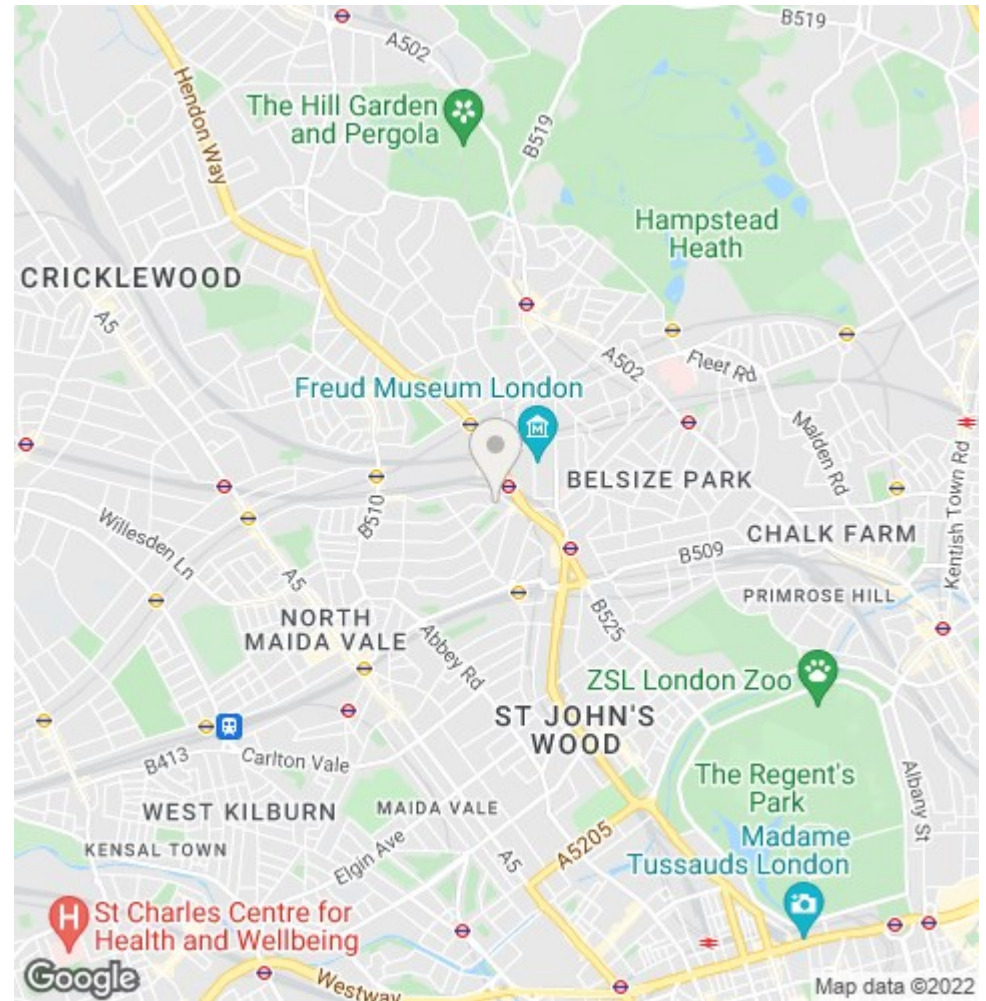 B519
A502
Hendon Way
The Hill Garden
and Pergola
B519
Hampstead
Heath
CRICKLEWOOD
A5
A502
Fleet Rd
Freud Museum London
M
Malden Rd
Kentish Town Rd
BELSIZE PARK
B510
Willesden Ln
CHALK FARM
B509
A5
PRIMROSE HILL
NORTH
MAIDA VALE
B525
Abbey Rd
ZSL London Zoo
ST JOHN'S
WOOD
B413
Carlton Vale
The Regent's
Park
Albany St
WEST KILBURN
MAIDA VALE
Madame
Tussauds London
KENSAL TOWN
Elgin Ave
A5
A5205
H
St Charles Centre for
Health and Wellbeing
Westway
Google
Map data ©2022